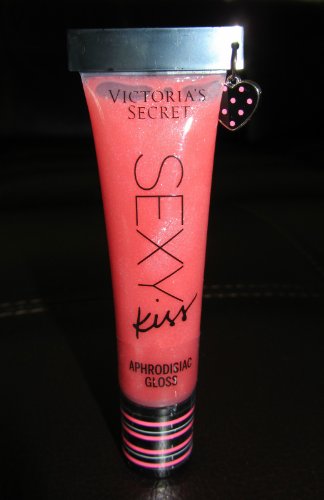 VICTORIA'S
SECRET
SEXY
Kiss
APHRODISIAC
GLOSS